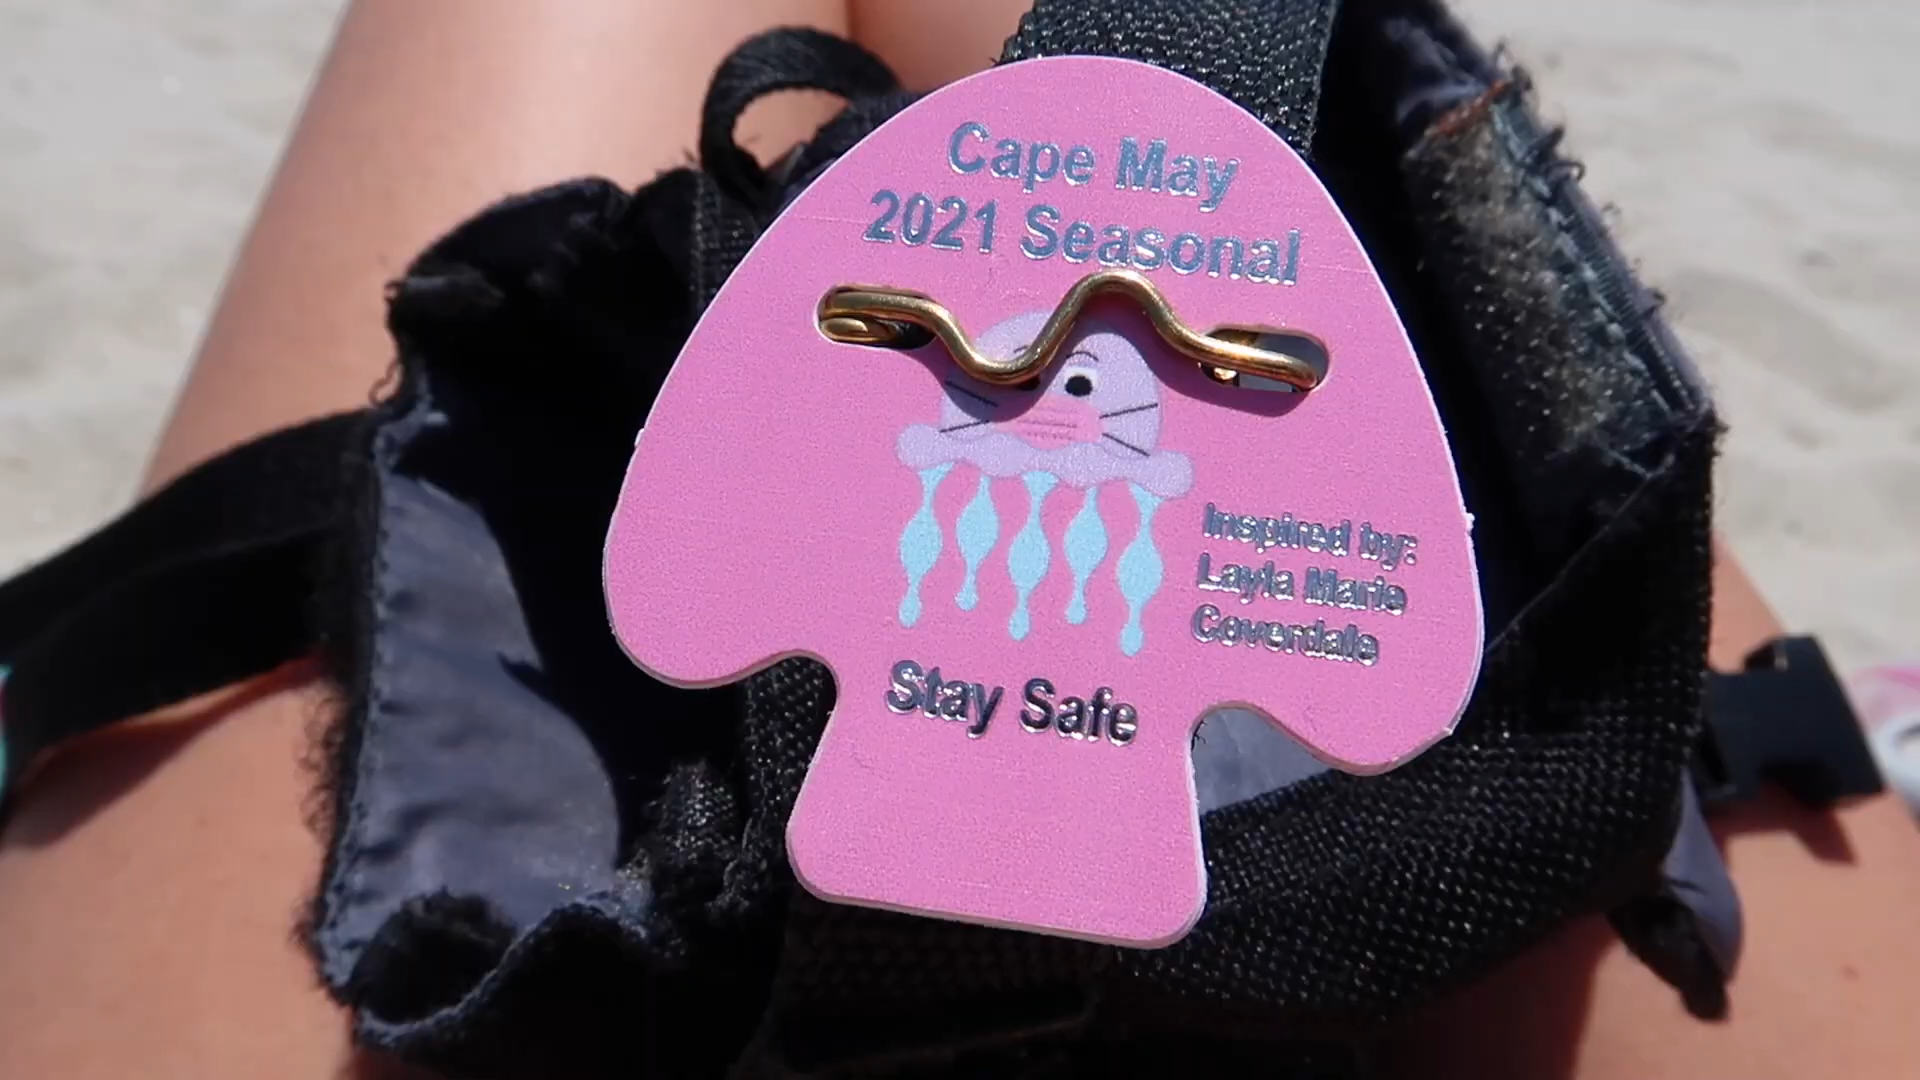 Cape May
2021 Seasonal
Inspired by:
Layla Marie
Coverdale
Stay Safe